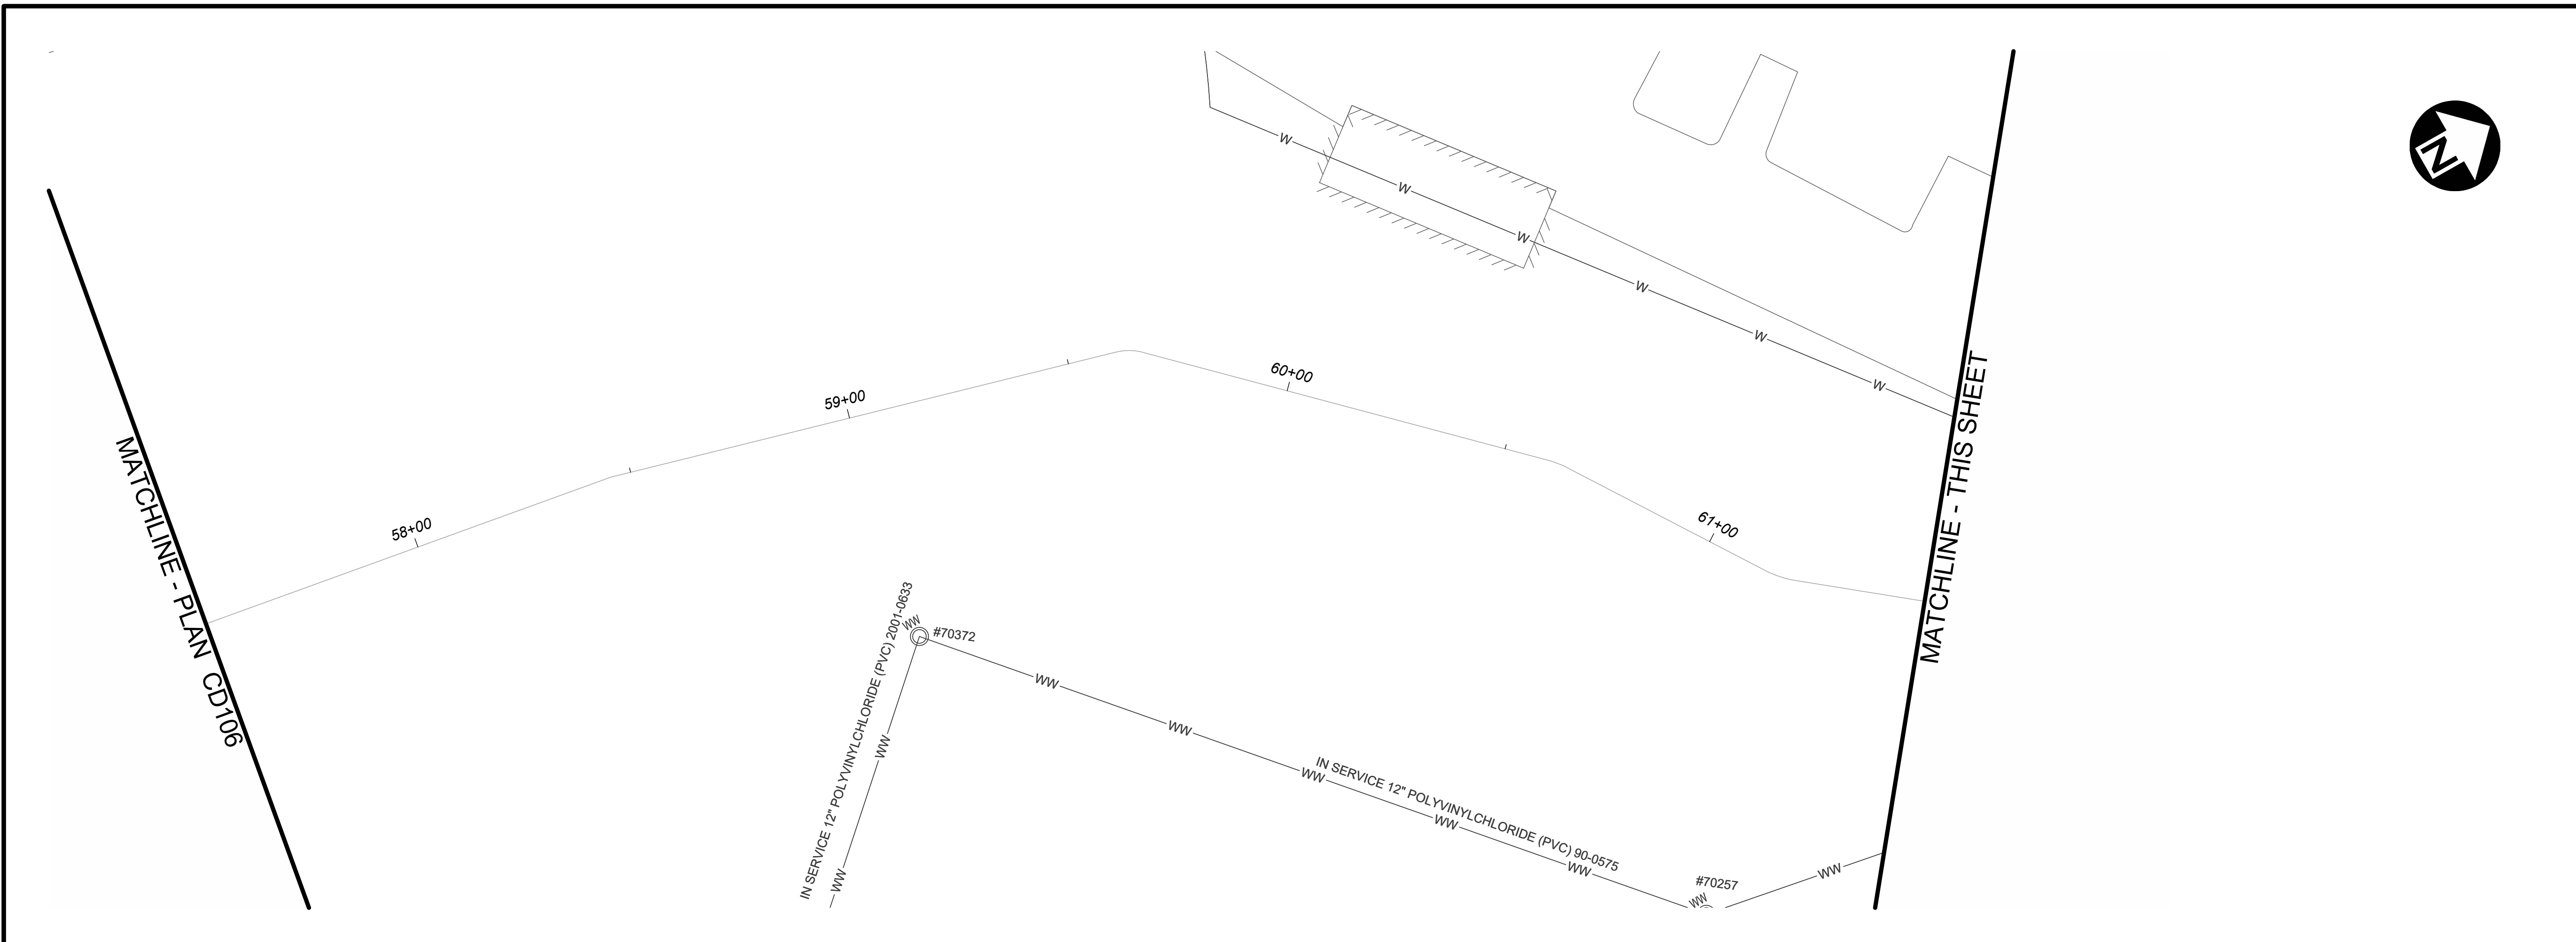 N
W
W
W
W
W
W
MATCHLINE - THIS SHEET
60+00
59+00
61+00
58+00
MATCHLINE - PLAN CD106
WW
#70372
IN SERVICE 12" POLYVINYLCHLORIDE (PVC) 2001-0633
WW
WW
WW
WW
IN SERVICE 12" POLYVINYLCHLORIDE (PVC) 90-0575
WW
WW
WW
WW
#70257
WW
WW